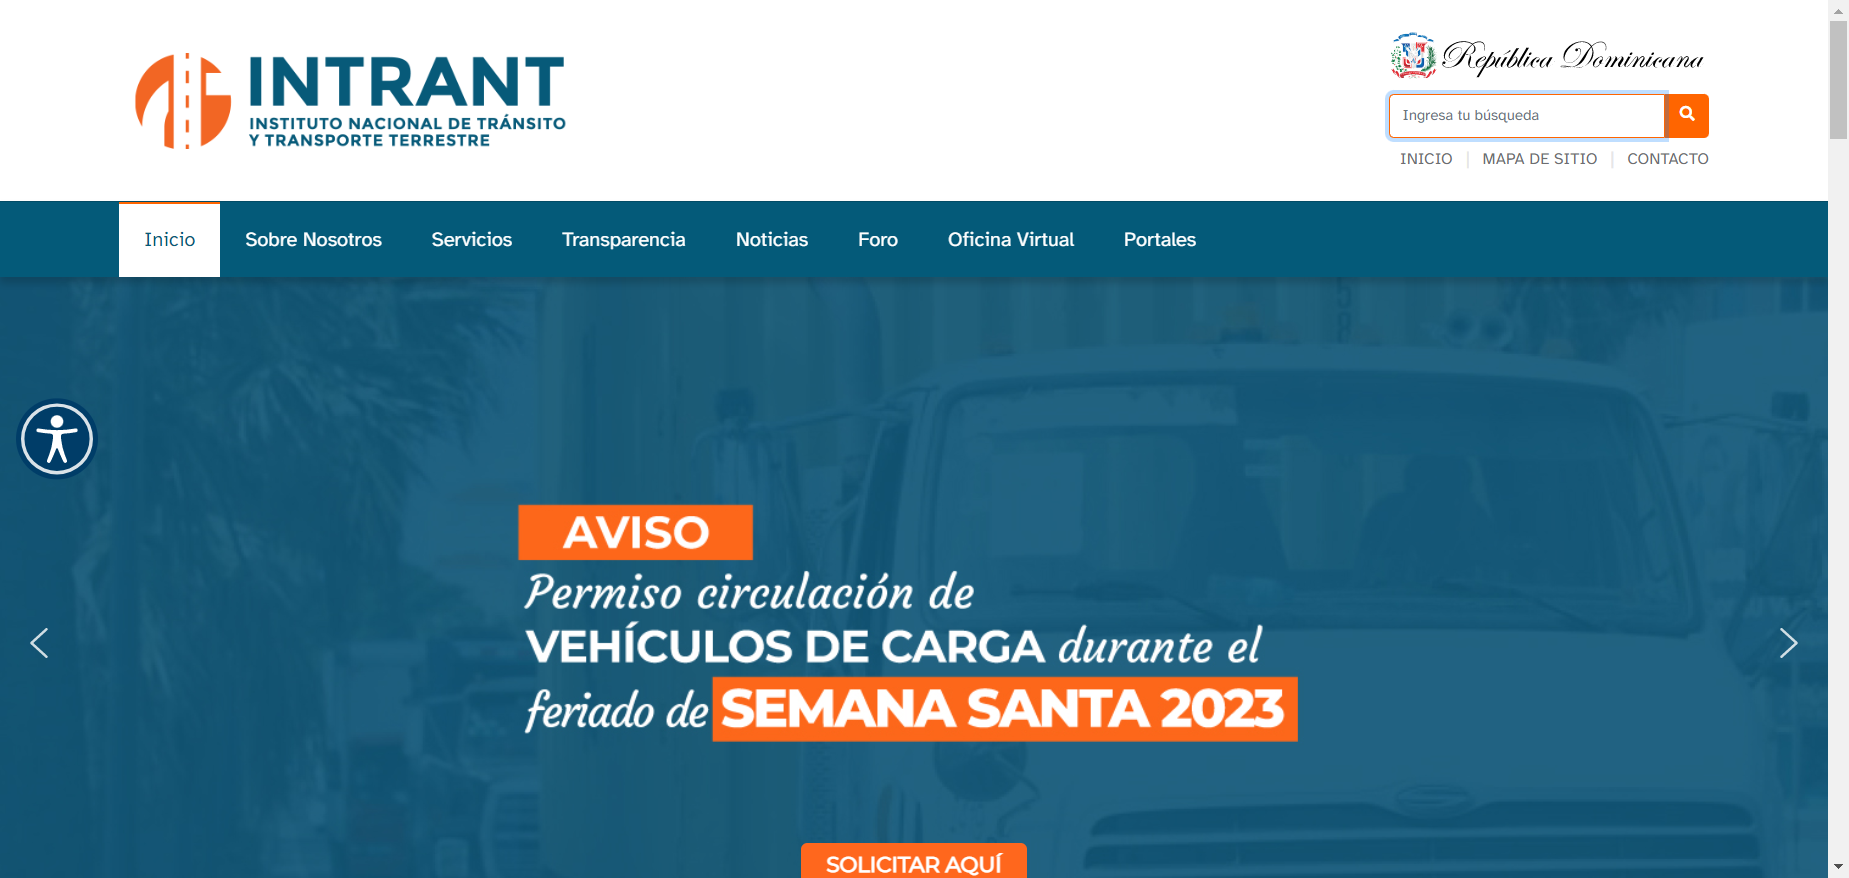 INTRANT
INSTITUTO NACIONAL DE TRÁNSITO
Y TRANSPORTE TERRESTRE
República Dominicana
Ingresa tu búsqueda
INICIO | MAPA DE SITIO | CONTACTO
Inicio Sobre Nosotros Servicios Transparencia Noticias Foro Oficina Virtual Portales
AVISO
Permiso circulación de
VEHÍCULOS DE CARGA durante el
feriado de SEMANA SANTA 2023
SOLICITAR AQUÍ